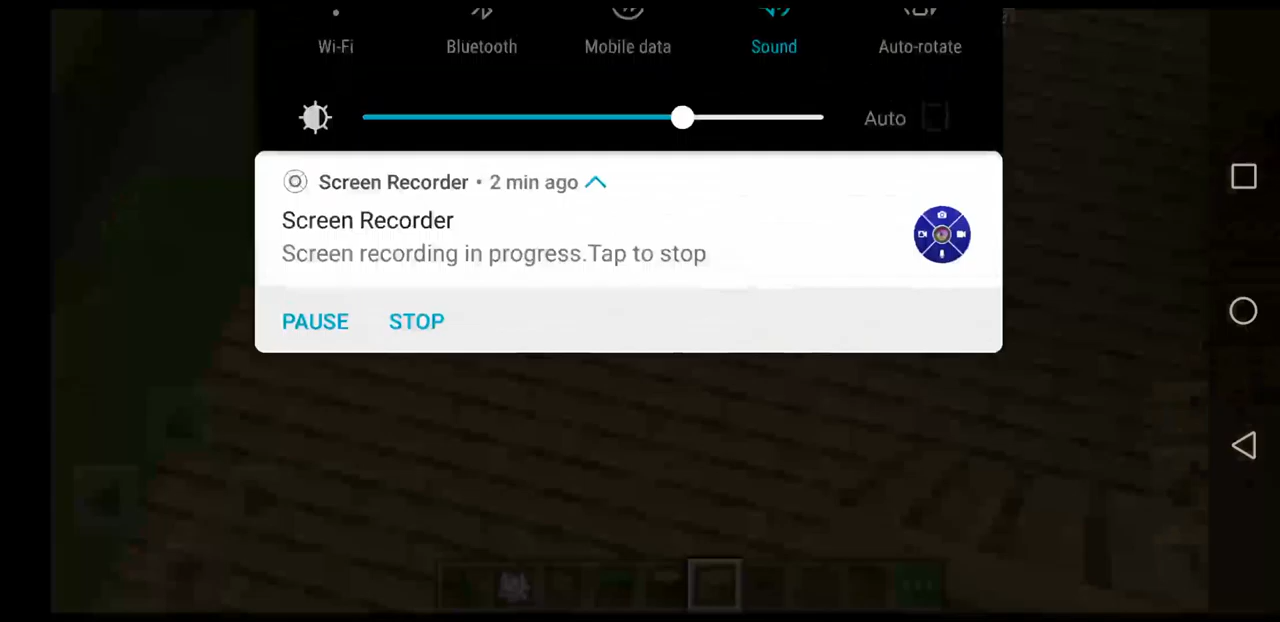 Wi-Fi Bluetooth Mobile data Sound Auto-rotate
Auto
Screen Recorder • 2 min ago
Screen Recorder
Screen recording in progress.Tap to stop
PAUSE STOP